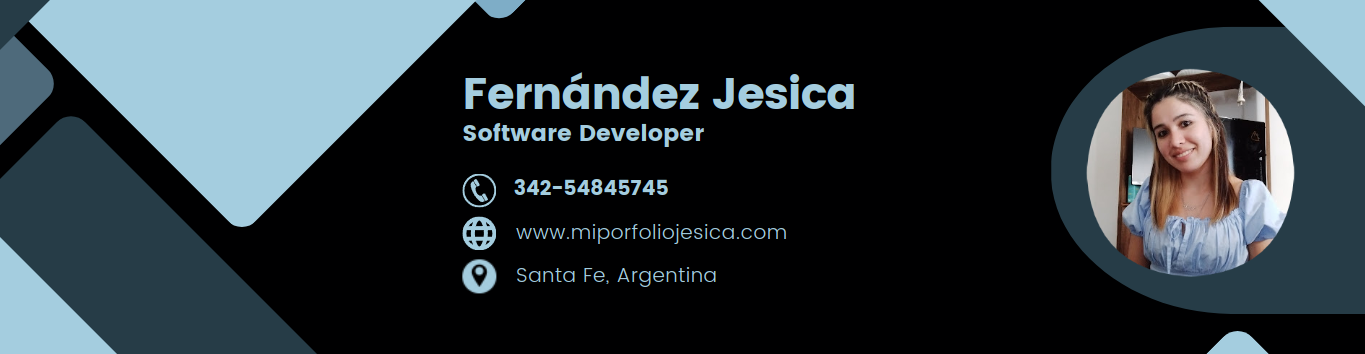 Fernández Jesica
Software Developer
342-54845745
www.miporfoliojesica.com
Santa Fe, Argentina